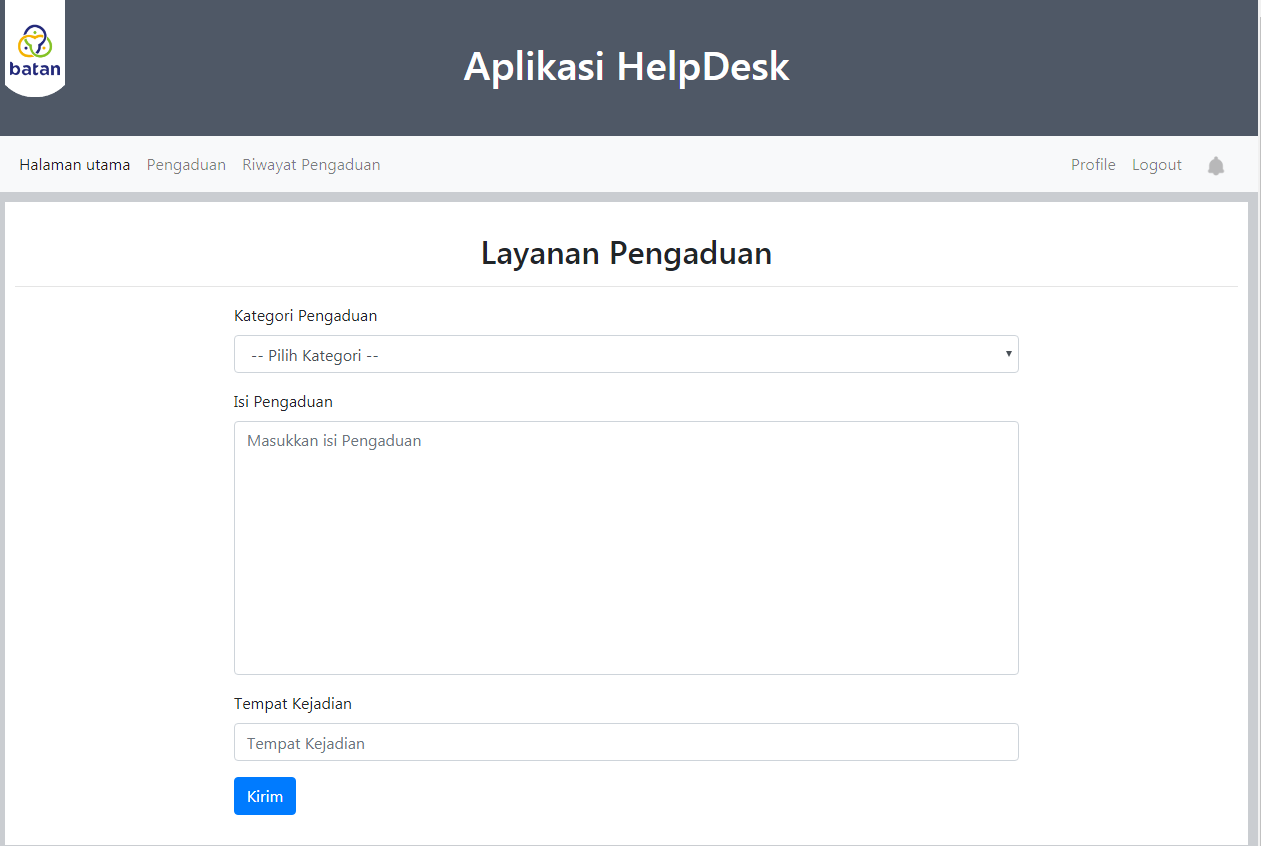 batan
Aplikasi HelpDesk
Halaman utama Pengaduan Riwayat Pengaduan Profile Logout
Layanan Pengaduan
Kategori Pengaduan
-- Pilih Kategori --
Isi Pengaduan
Masukkan isi Pengaduan
Tempat Kejadian
Tempat Kejadian
Kirim